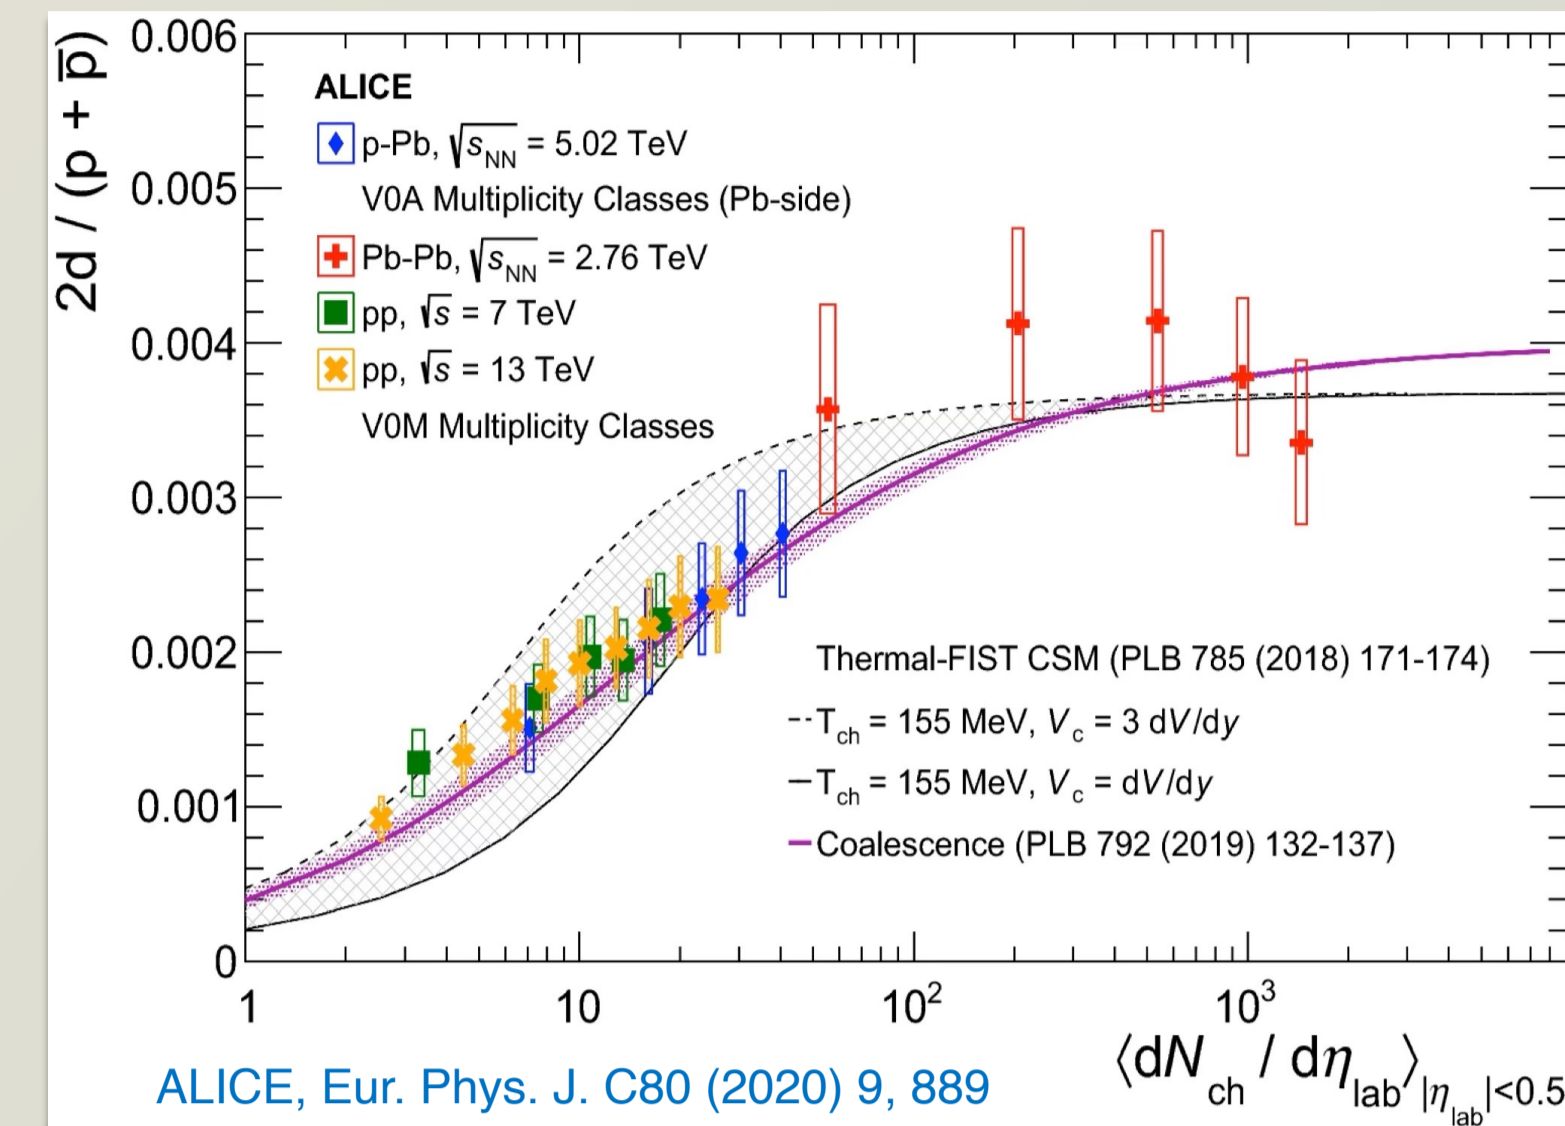 2d / (p + p̅)
0.006
0.005
0.004
0.003
0.002
0.001
0
ALICE
p-Pb, √s_NN = 5.02 TeV
V0A Multiplicity Classes (Pb-side)
Pb-Pb, √s_NN = 2.76 TeV
pp, √s = 7 TeV
pp, √s = 13 TeV
V0M Multiplicity Classes
Thermal-FIST CSM (PLB 785 (2018) 171-174)
T_ch = 155 MeV, V_c = 3 dV/dy
T_ch = 155 MeV, V_c = dV/dy
Coalescence (PLB 792 (2019) 132-137)
1 10 10² 10³
⟨dN_ch / dη_lab⟩_|η_lab|<0.5
ALICE, Eur. Phys. J. C80 (2020) 9, 889